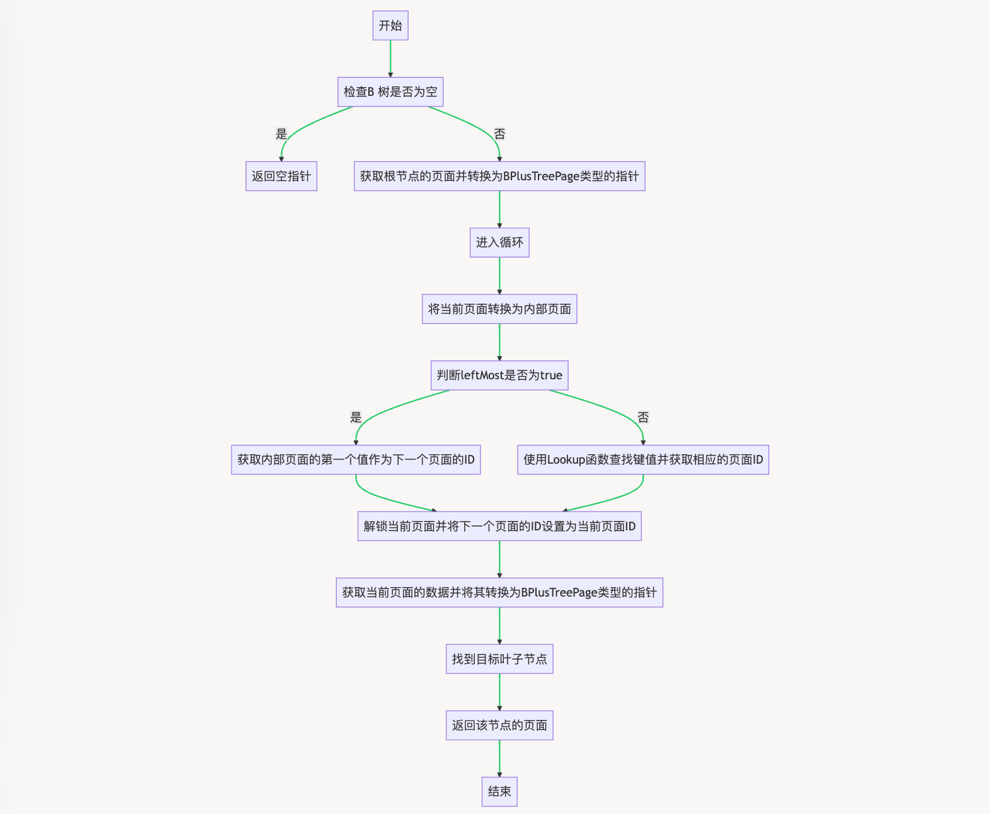 开始
检查B 树是否为空
是
否
返回空指针
获取根节点的页面并转换为BPlusTreePage类型的指针
进入循环
将当前页面转换为内部页面
判断leftMost是否为true
是
否
获取内部页面的第一个值作为下一个页面的ID
使用Lookup函数查找键值并获取相应的页面ID
解锁当前页面并将下一个页面的ID设置为当前页面ID
获取当前页面的数据并将其转换为BPlusTreePage类型的指针
找到目标叶子节点
返回该节点的页面
结束